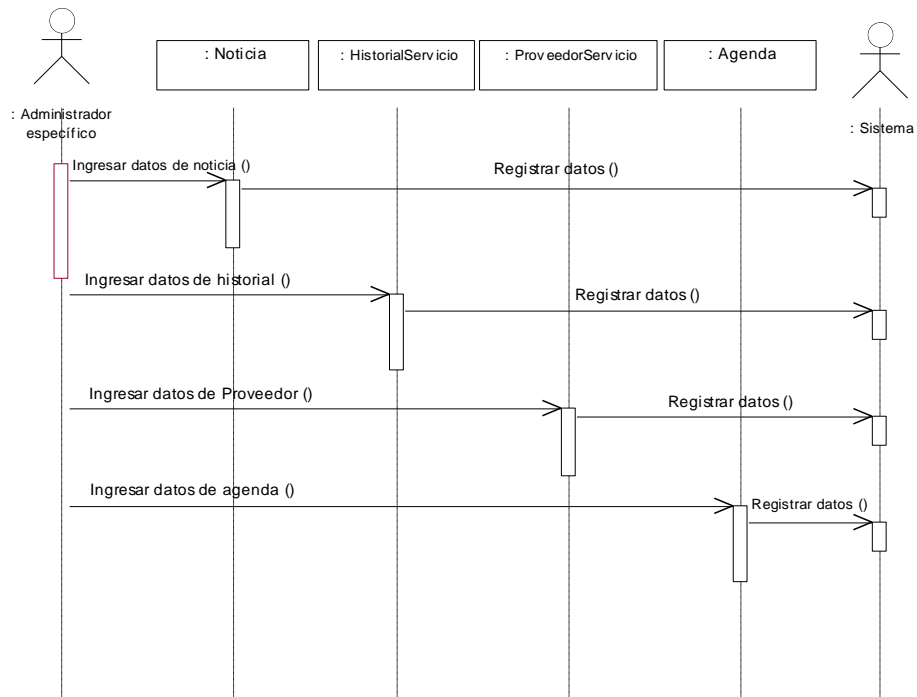 : Noticia
: HistorialServicio
: ProveedorServicio
: Agenda
: Administrador
específico
: Sistema
Ingresar datos de noticia ()
Registrar datos ()
Ingresar datos de historial ()
Registrar datos ()
Ingresar datos de Proveedor ()
Registrar datos ()
Ingresar datos de agenda ()
Registrar datos ()